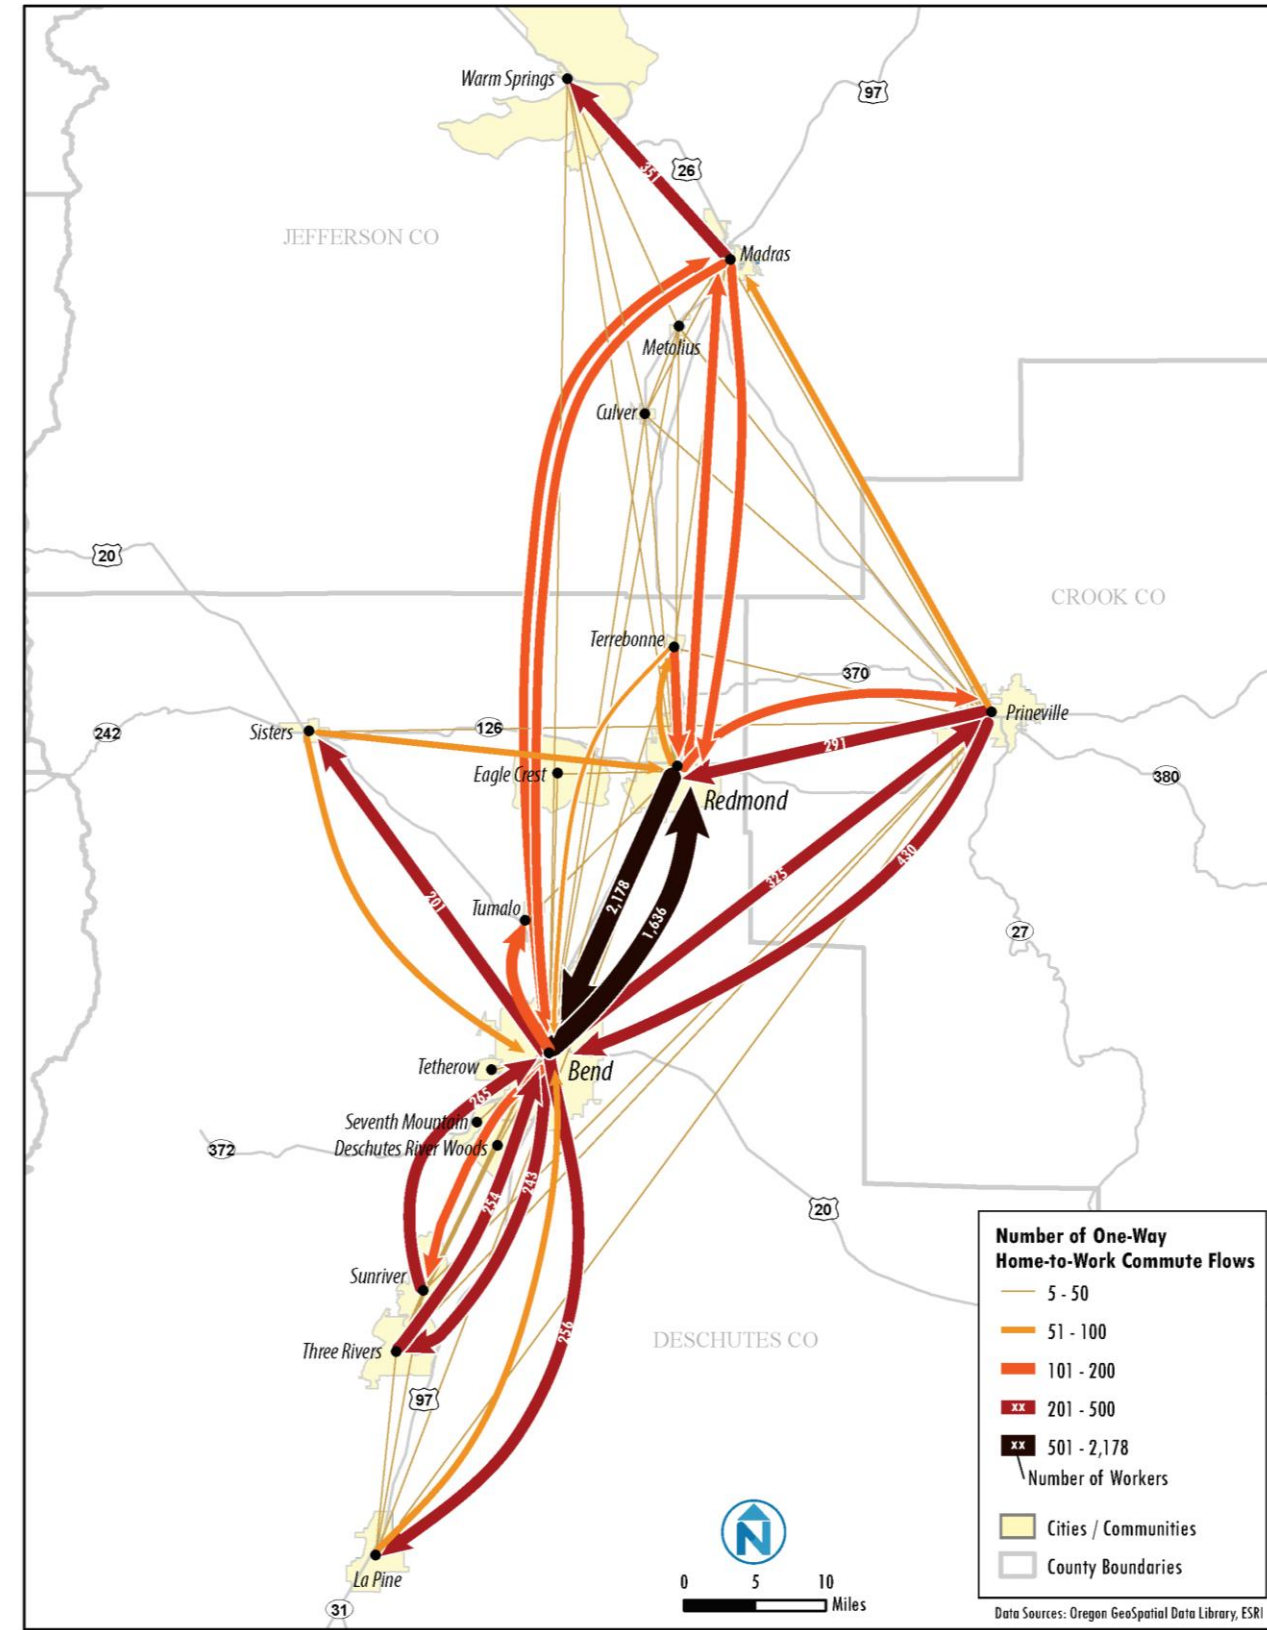 Warm Springs
97
26
351
JEFFERSON CO
Madras
Metolius
Culver
20
CROOK CO
Terrebonne
370
Prineville
Sisters
126
242
291
Eagle Crest
Redmond
380
430
325
2,178
201
Tumalo
1,636
27
Tetherow
Bend
265
Seventh Mountain
372
Deschutes River Woods
243
254
20
Sunriver
Three Rivers
256
DESCHUTES CO
97
La Pine
31
Number of One-Way
Home-to-Work Commute Flows
5 - 50
51 - 100
101 - 200
xx 201 - 500
xx 501 - 2,178
Number of Workers
Cities / Communities
County Boundaries
N
0 5 10
Miles
Data Sources: Oregon GeoSpatial Data Library, ESRI